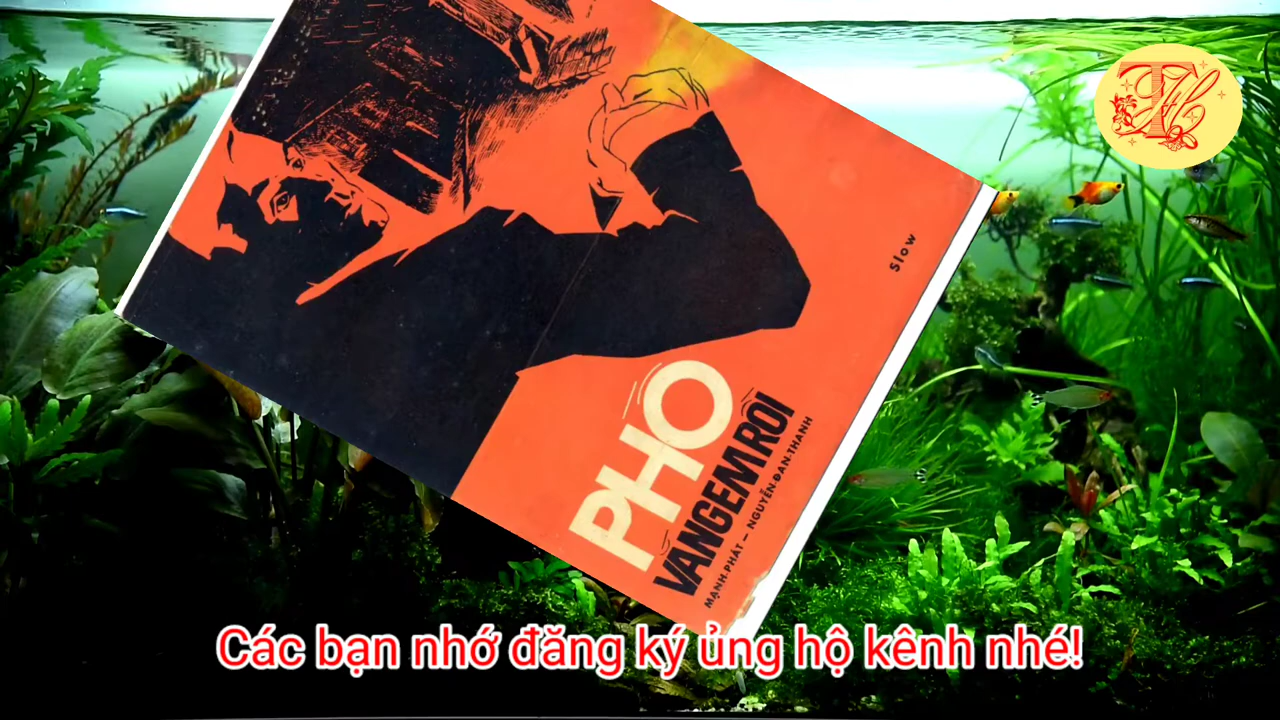 TH
Slow
PHỐ
VẮNG EM RỒI
MẠNH PHÁT – NGUYỄN ĐAN THANH
Các bạn nhớ đăng ký ủng hộ kênh nhé!